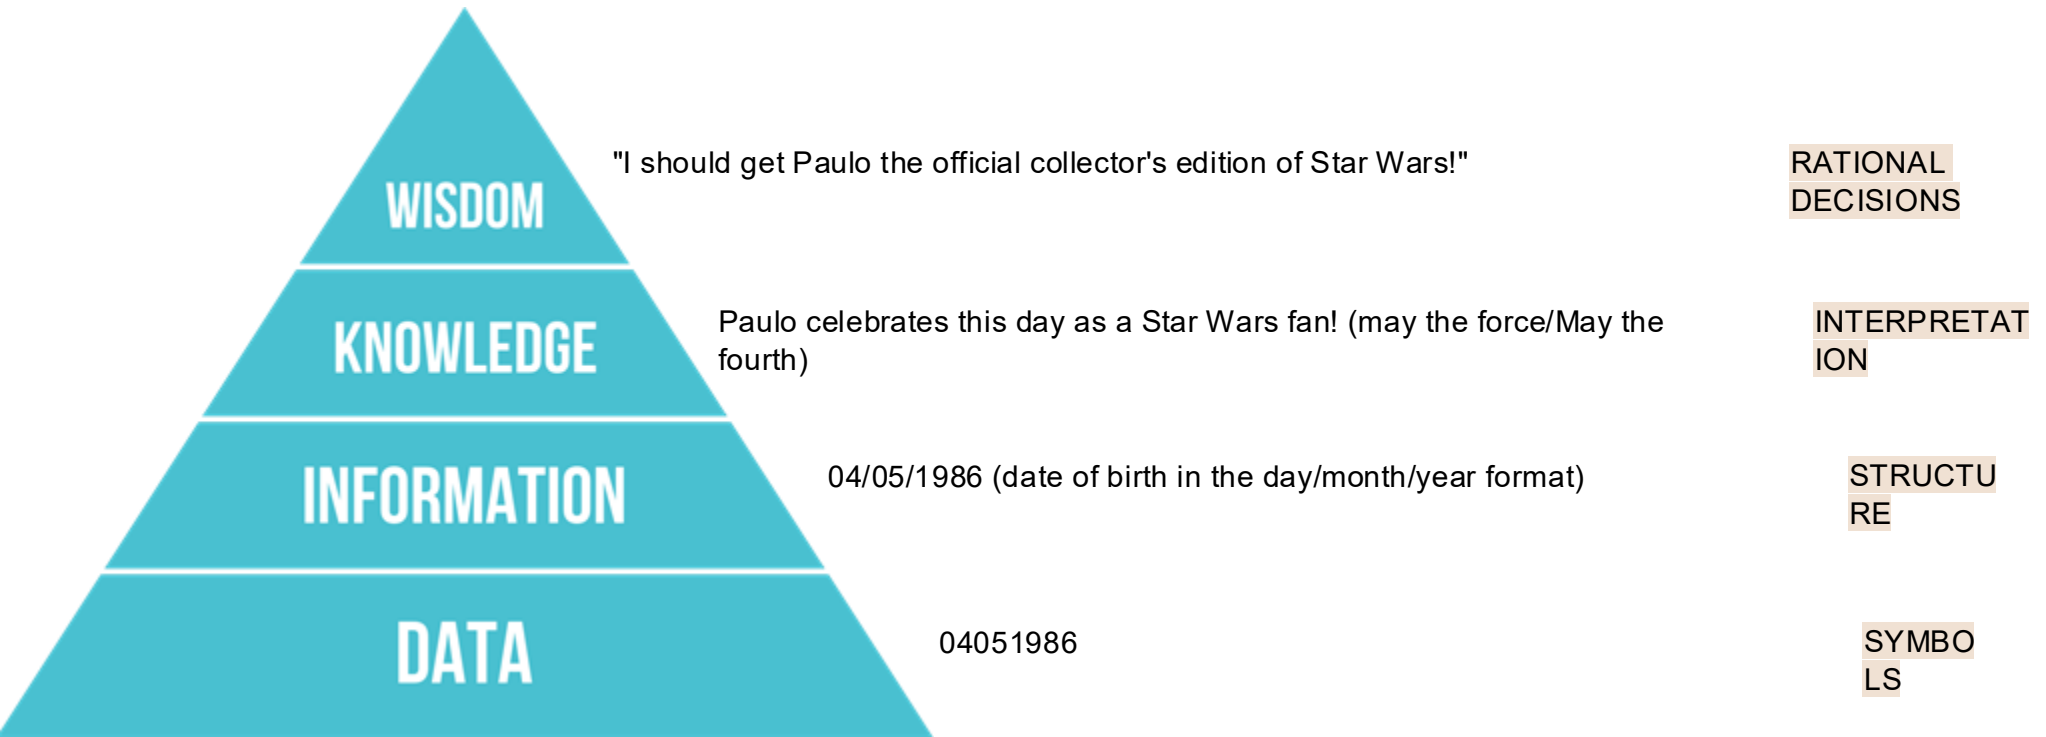 "I should get Paulo the official collector's edition of Star Wars!"
RATIONAL
DECISIONS
WISDOM
Paulo celebrates this day as a Star Wars fan! (may the force/May the
fourth)
INTERPRETAT
ION
KNOWLEDGE
04/05/1986 (date of birth in the day/month/year format)
STRUCTU
RE
INFORMATION
04051986
SYMBO
LS
DATA